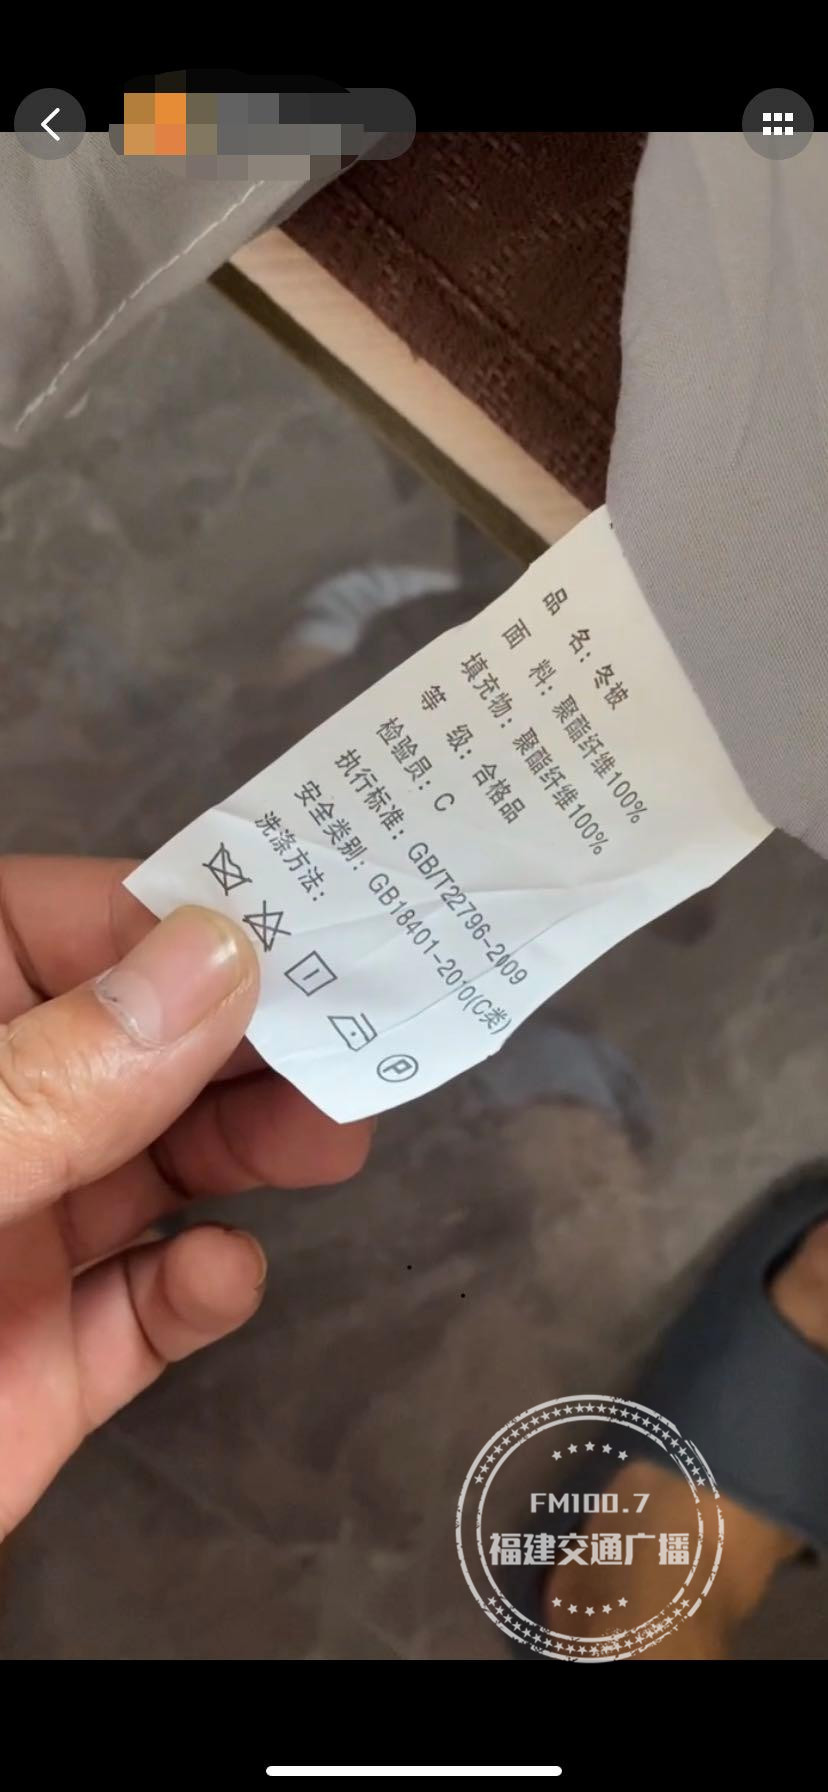 品 名：冬被
面 料：聚酯纤维100%
填充物：聚酯纤维100%
等 级：合格品
检验员：C
执行标准：GB/T22796-2009
安全类别：GB18401-2010(C类)
洗涤方法：
P
FM100.7
福建交通广播